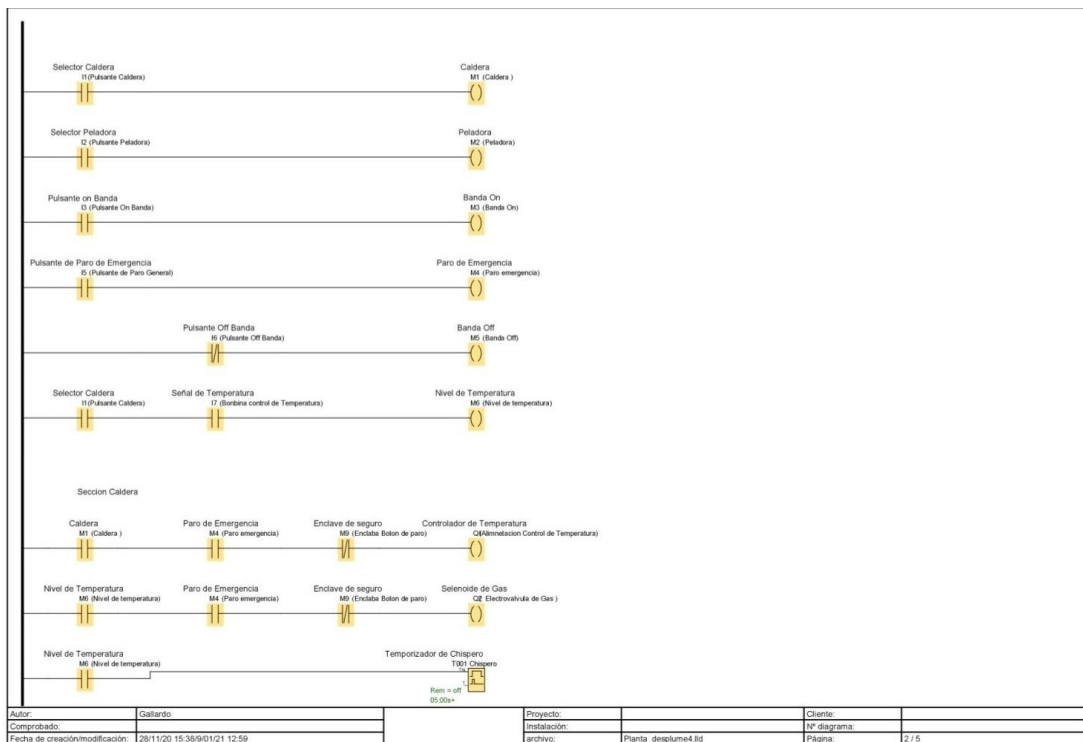 Selector Caldera
I1(Pulsante Caldera)
Caldera
M1 (Caldera )
Selector Peladora
I2 (Pulsante Peladora)
Peladora
M2 (Peladora)
Pulsante on Banda
I3 (Pulsante On Banda)
Banda On
M3 (Banda On)
Pulsante de Paro de Emergencia
I5 (Pulsante de Paro General)
Paro de Emergencia
M4 (Paro emergencia)
Pulsante Off Banda
I6 (Pulsante Off Banda)
Banda Off
M5 (Banda Off)
Selector Caldera
I1(Pulsante Caldera)
Señal de Temperatura
I7 (Bonbina control de Temperatura)
Nivel de Temperatura
M6 (Nivel de temperatura)
Seccion Caldera
Caldera
M1 (Caldera )
Paro de Emergencia
M4 (Paro emergencia)
Enclave de seguro
M9 (Enclaba Boton de paro)
Controlador de Temperatura
Q1(Alimnetacion Control de Temperatura)
Nivel de Temperatura
M6 (Nivel de temperatura)
Paro de Emergencia
M4 (Paro emergencia)
Enclave de seguro
M9 (Enclaba Boton de paro)
Selenoide de Gas
Q2 Electrovalvula de Gas )
Nivel de Temperatura
M6 (Nivel de temperatura)
Temporizador de Chispero
T001 Chispero
Rem = off
05:00s+
Autor: Gallardo Proyecto: Cliente:
Comprobado: Instalación: Nº diagrama:
Fecha de creación/modificación: 28/11/20 15:38/9/01/21 12:59 archivo: Planta_desplume4.lld Página: 2 / 5